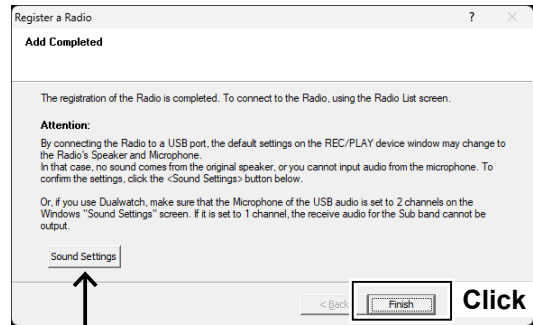 Register a Radio
?
Add Completed
The registration of the Radio is completed. To connect to the Radio, using the Radio List screen.
Attention:
By connecting the Radio to a USB port, the default settings on the REC/PLAY device window may change to
the Radio's Speaker and Microphone.
In that case, no sound comes from the original speaker, or you cannot input audio from the microphone. To
confirm the settings, click the <Sound Settings> button below.
Or, if you use Dualwatch, make sure that the Microphone of the USB audio is set to 2 channels on the
Windows "Sound Settings" screen. If it is set to 1 channel, the receive audio for the Sub band cannot be
output.
Sound Settings
< Back Finish Click